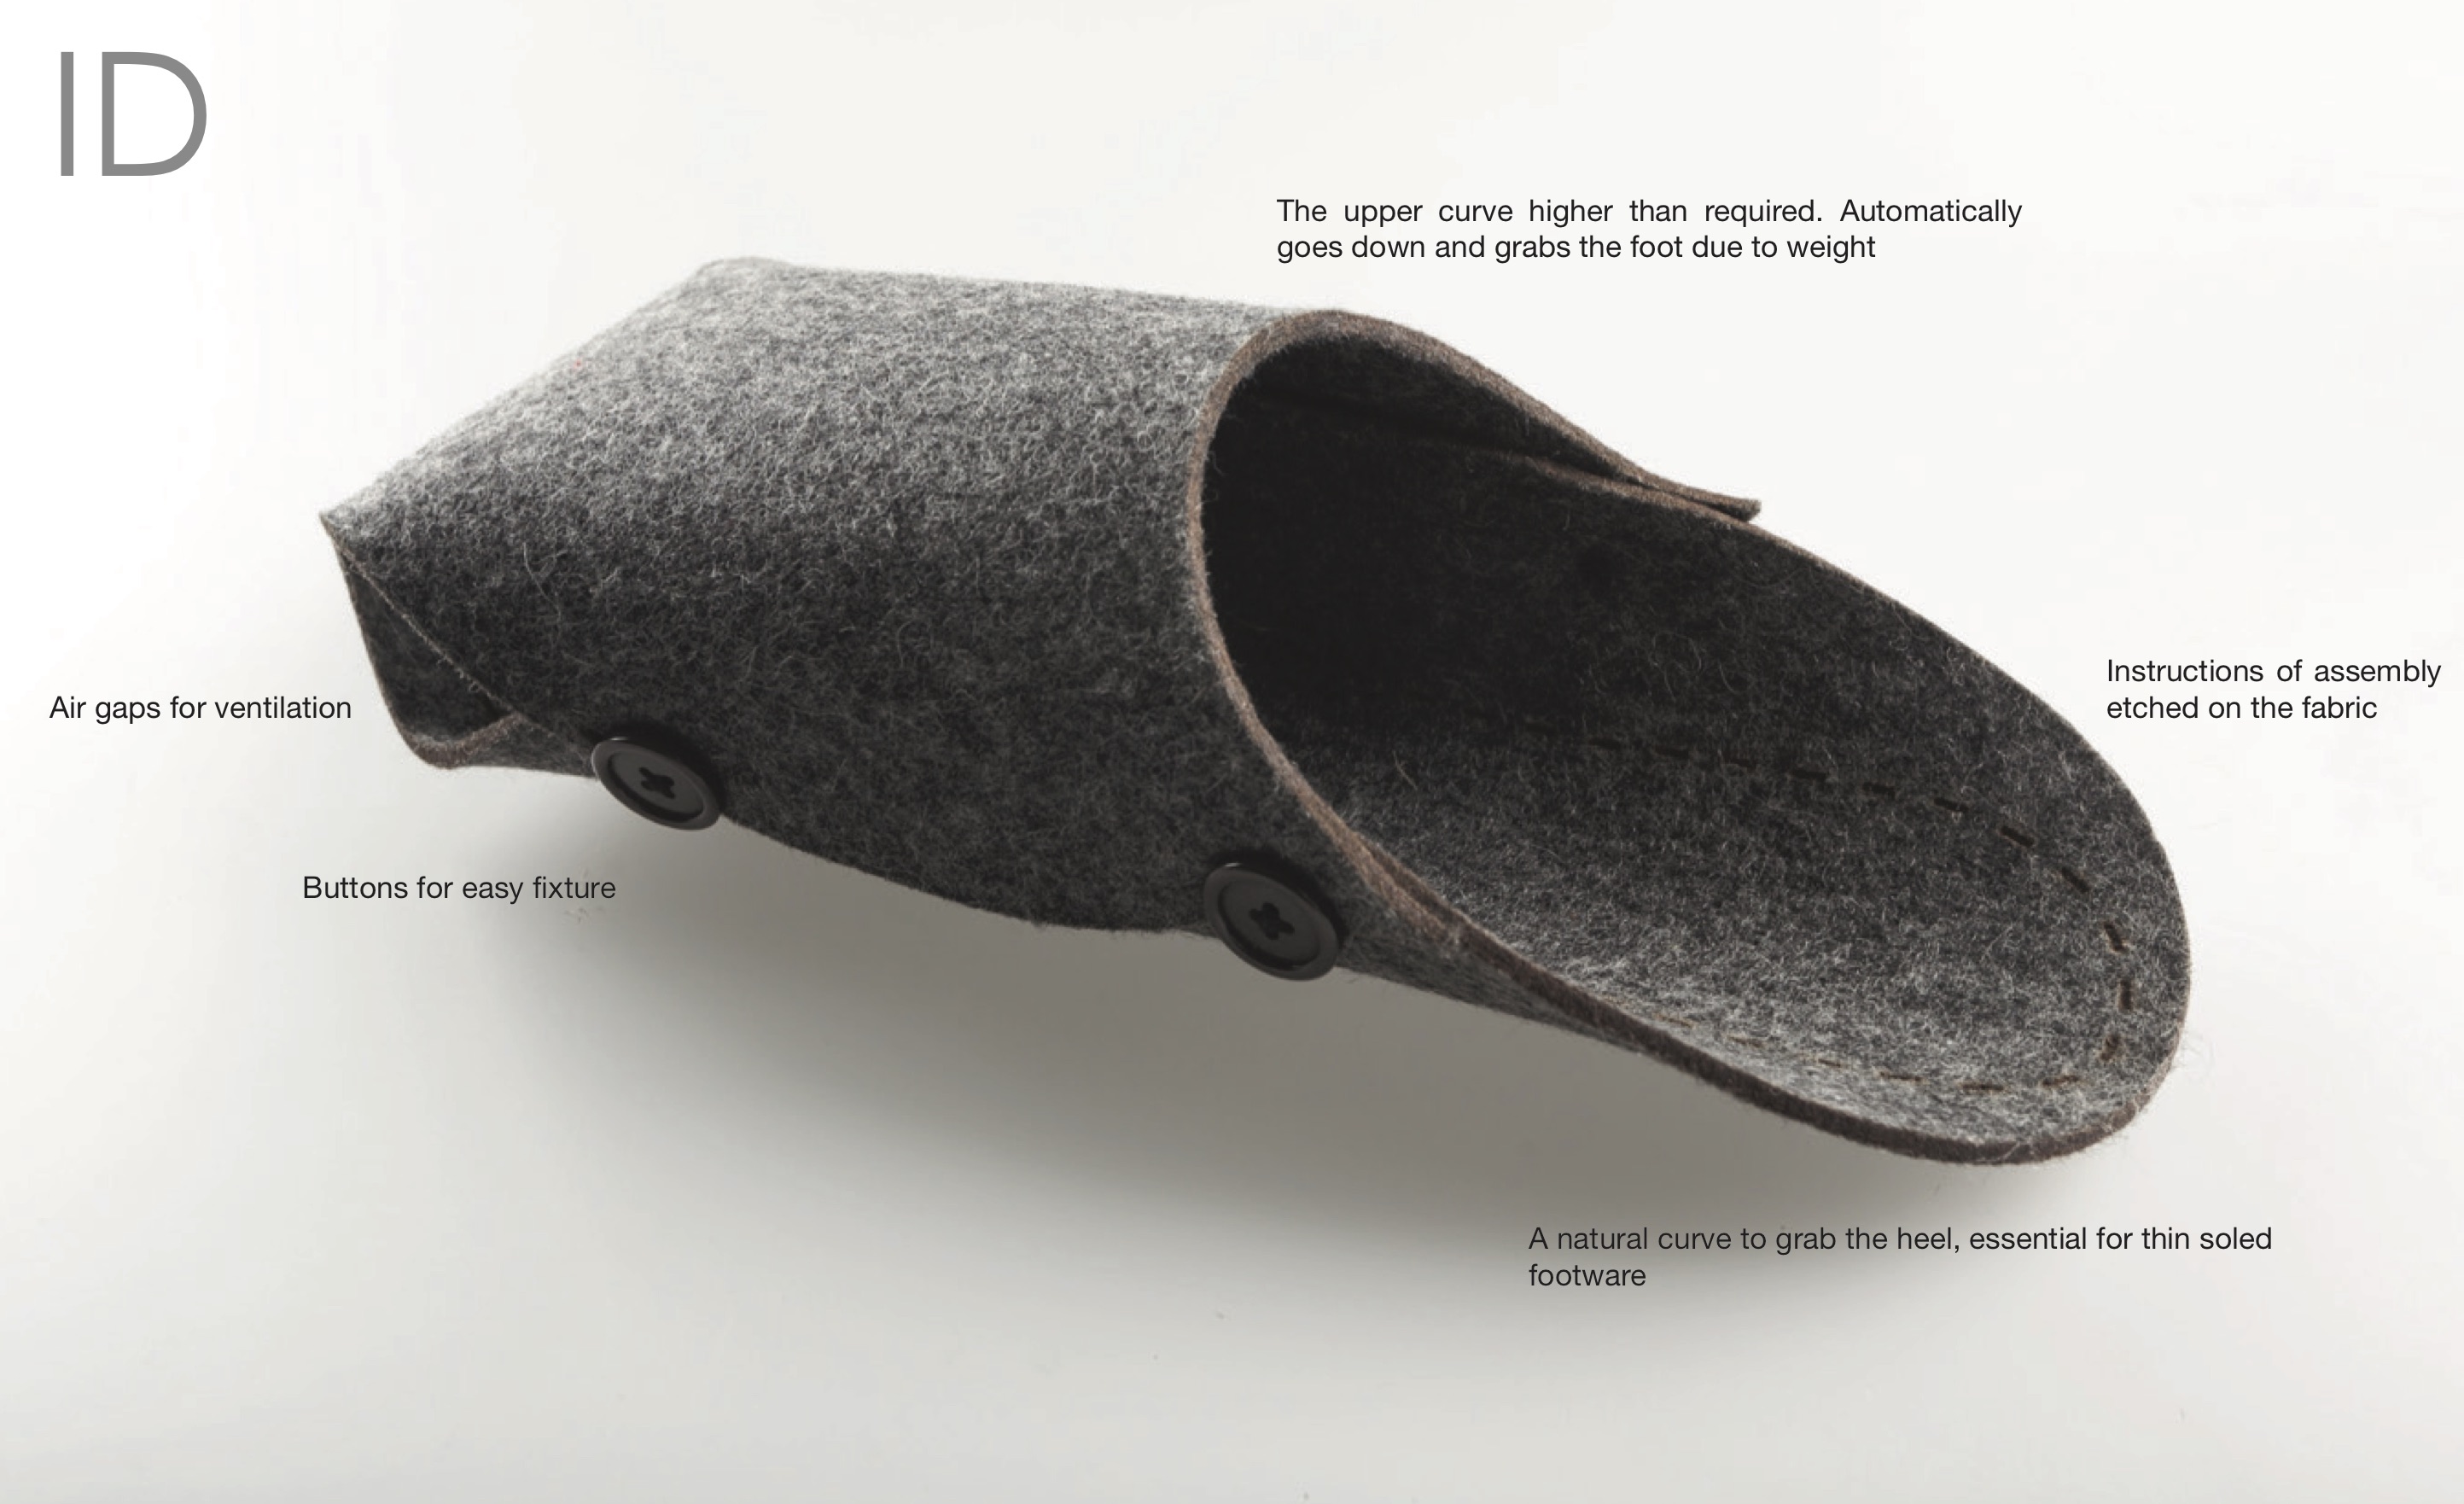 ID
The upper curve higher than required. Automatically
goes down and grabs the foot due to weight
Instructions of assembly
etched on the fabric
Air gaps for ventilation
Buttons for easy fixture
A natural curve to grab the heel, essential for thin soled
footware